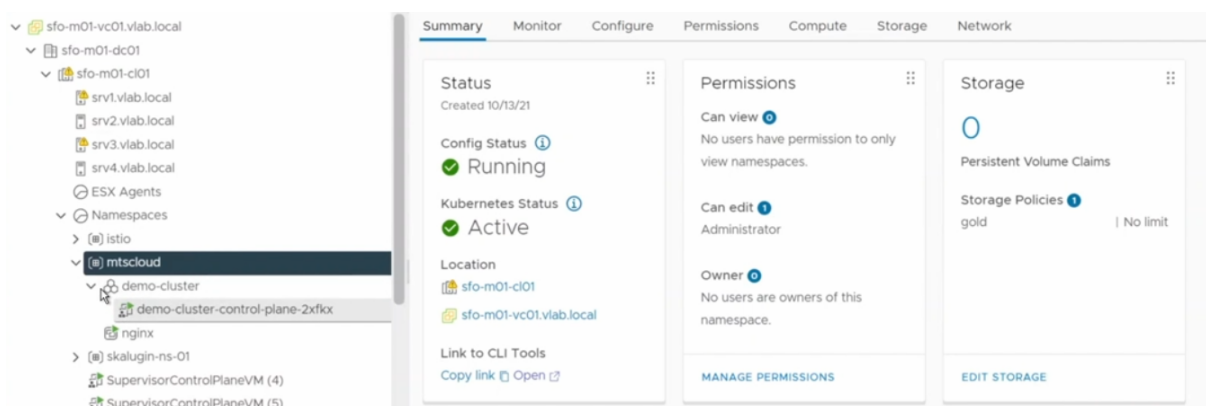 sfo-m01-vc01.vlab.local
sfo-m01-dc01
sfo-m01-cl01
srv1.vlab.local
srv2.vlab.local
srv3.vlab.local
srv4.vlab.local
ESX Agents
Namespaces
istio
mtscloud
demo-cluster
demo-cluster-control-plane-2xfkx
nginx
skalugin-ns-01
SupervisorControlPlaneVM (4)
SupervisorControlPlaneVM (5)
Summary Monitor Configure Permissions Compute Storage Network
Status
Created 10/13/21
Config Status
Running
Kubernetes Status
Active
Location
sfo-m01-cl01
sfo-m01-vc01.vlab.local
Link to CLI Tools
Copy link Open
Permissions
Can view 0
No users have permission to only
view namespaces.
Can edit 1
Administrator
Owner 0
No users are owners of this
namespace.
MANAGE PERMISSIONS
Storage
0
Persistent Volume Claims
Storage Policies 1
gold | No limit
EDIT STORAGE